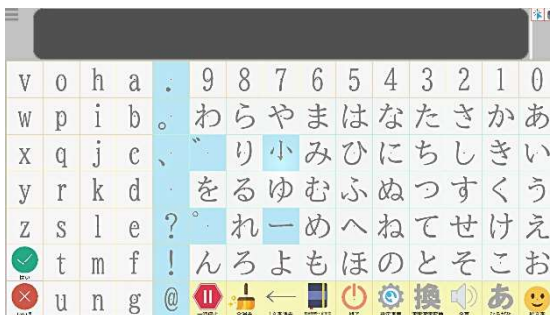 v o h a . 9 8 7 6 5 4 3 2 1 0
w p i b 。 わ ら や ま は な た さ か あ
x q j c 、 ゛ り 小 み ひ に ち し き い
y r k d を る ゆ む ふ ぬ つ す く う
z s l e ? ゜ れ ー め へ ね て せ け え
t m f ! ん ろ よ も ほ の と そ こ お
はい
u n g @ ← 換 あ